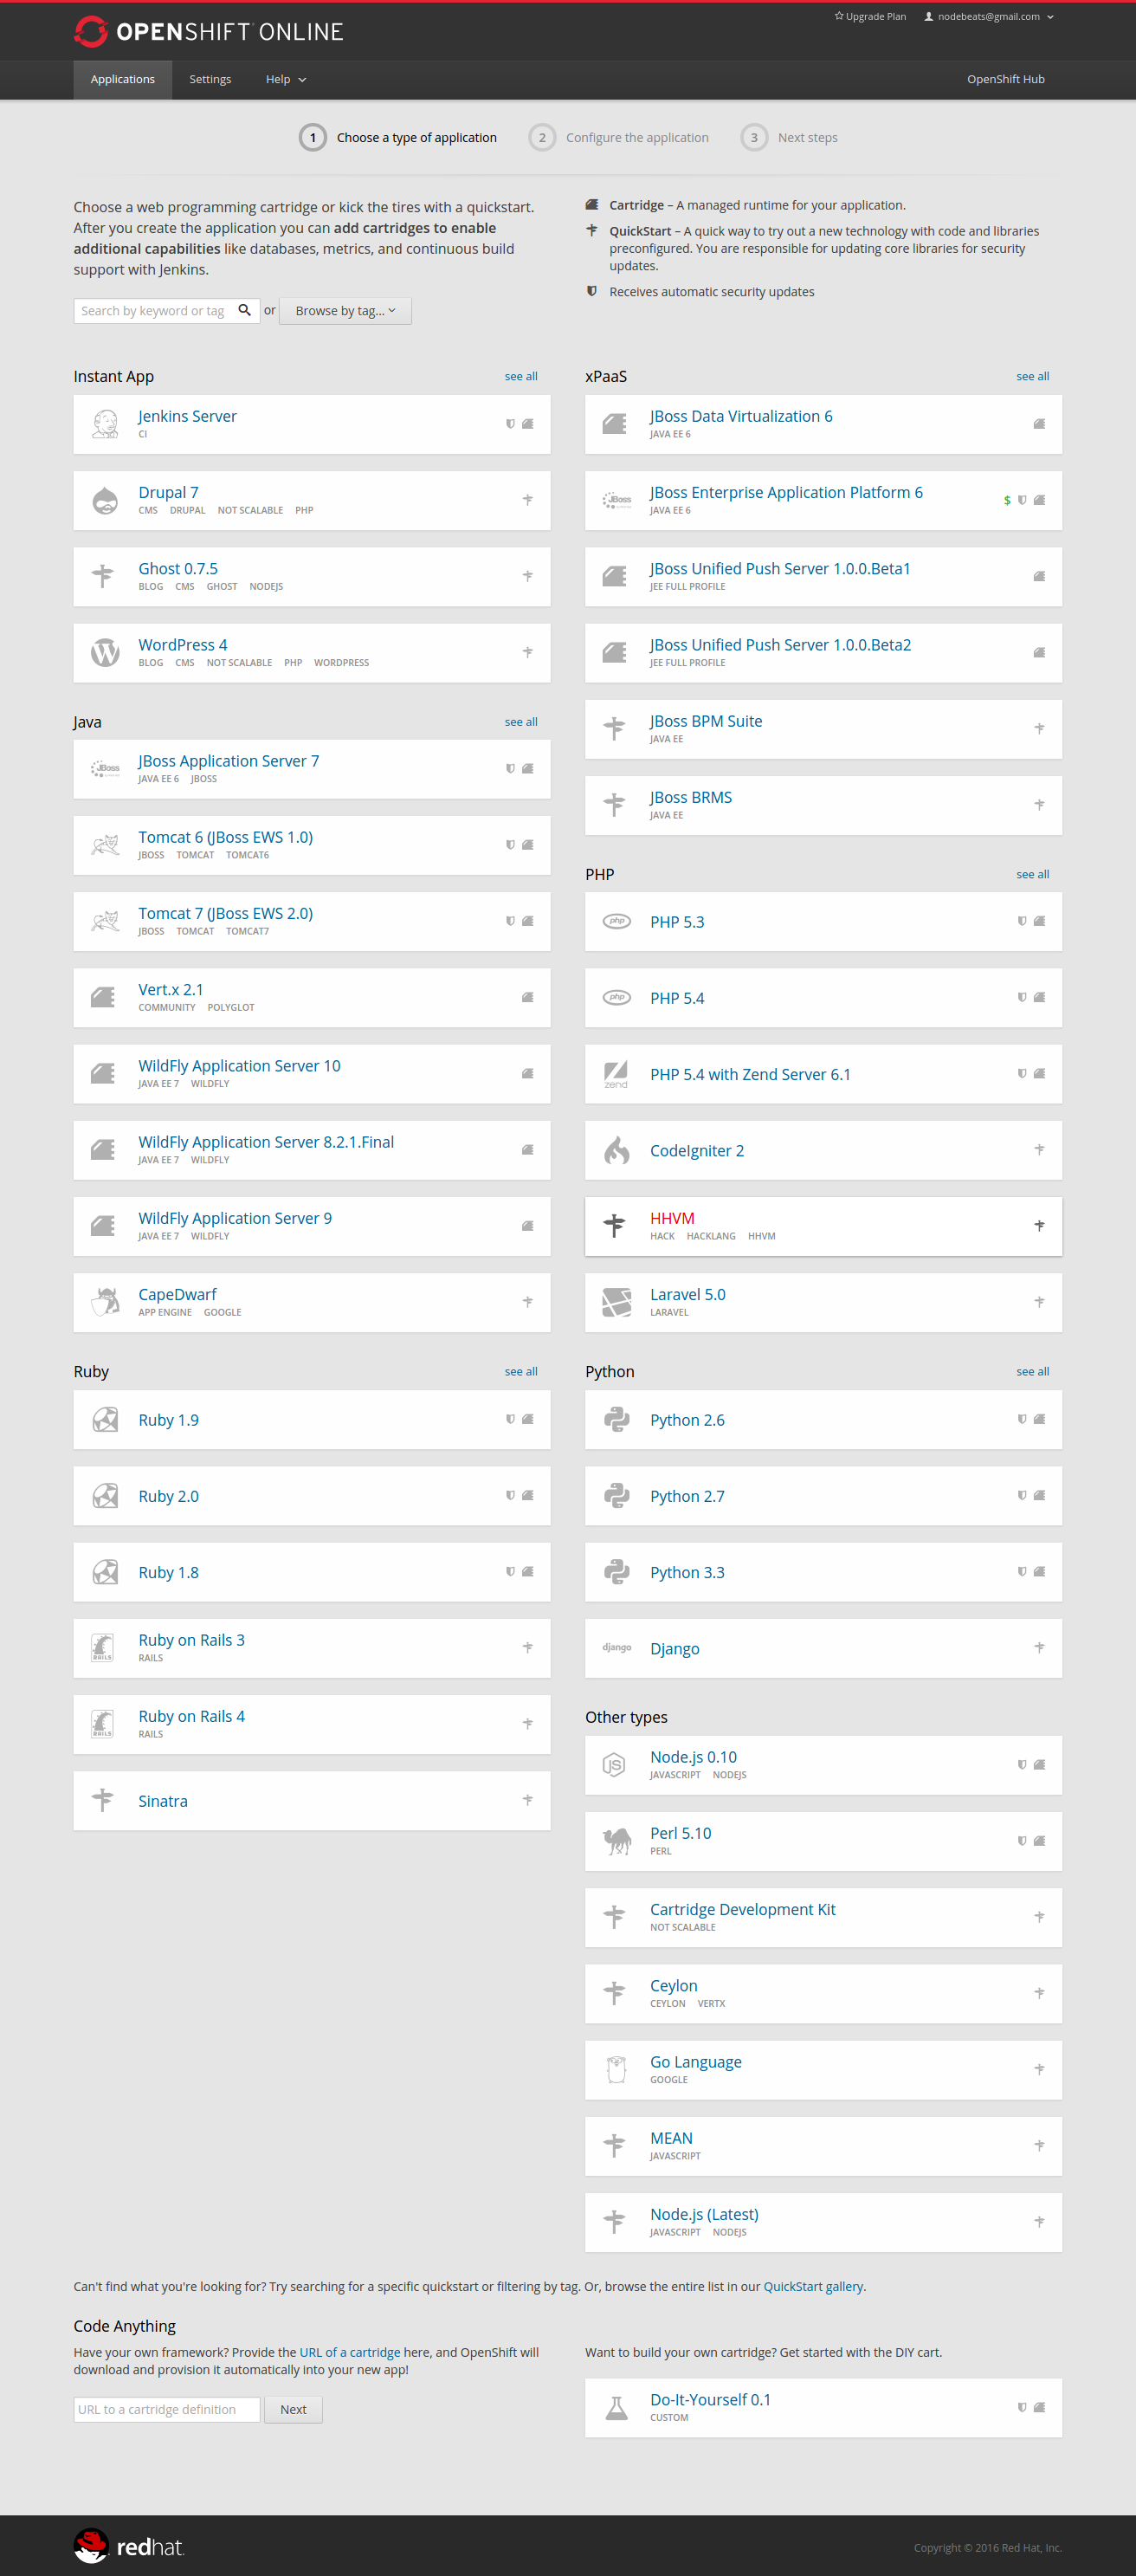 OPENSHIFT ONLINE
Upgrade Plan
nodebeats@gmail.com
Applications
Settings
Help
OpenShift Hub
1 Choose a type of application
2 Configure the application
3 Next steps
Choose a web programming cartridge or kick the tires with a quickstart.
After you create the application you can add cartridges to enable
additional capabilities like databases, metrics, and continuous build
support with Jenkins.
Search by keyword or tag
or
Browse by tag...
Cartridge – A managed runtime for your application.
QuickStart – A quick way to try out a new technology with code and libraries
preconfigured. You are responsible for updating core libraries for security
updates.
Receives automatic security updates
Instant App
see all
Jenkins Server
CI
Drupal 7
CMS DRUPAL NOT SCALABLE PHP
Ghost 0.7.5
BLOG CMS GHOST NODEJS
WordPress 4
BLOG CMS NOT SCALABLE PHP WORDPRESS
Java
see all
JBoss
JBoss Application Server 7
JAVA EE 6 JBOSS
Tomcat 6 (JBoss EWS 1.0)
JBOSS TOMCAT TOMCAT6
Tomcat 7 (JBoss EWS 2.0)
JBOSS TOMCAT TOMCAT7
Vert.x 2.1
COMMUNITY POLYGLOT
WildFly Application Server 10
JAVA EE 7 WILDFLY
WildFly Application Server 8.2.1.Final
JAVA EE 7 WILDFLY
WildFly Application Server 9
JAVA EE 7 WILDFLY
CapeDwarf
APP ENGINE GOOGLE
Ruby
see all
Ruby 1.9
Ruby 2.0
Ruby 1.8
RAILS
Ruby on Rails 3
RAILS
RAILS
Ruby on Rails 4
RAILS
Sinatra
xPaaS
see all
JBoss Data Virtualization 6
JAVA EE 6
JBoss
JBoss Enterprise Application Platform 6
$
JAVA EE 6
JBoss Unified Push Server 1.0.0.Beta1
JEE FULL PROFILE
JBoss Unified Push Server 1.0.0.Beta2
JEE FULL PROFILE
JBoss BPM Suite
JAVA EE
JBoss BRMS
JAVA EE
PHP
see all
php
PHP 5.3
php
PHP 5.4
zend
PHP 5.4 with Zend Server 6.1
CodeIgniter 2
HHVM
HACK HACKLANG HHVM
Laravel 5.0
LARAVEL
Python
see all
Python 2.6
Python 2.7
Python 3.3
django
Django
Other types
JS
Node.js 0.10
JAVASCRIPT NODEJS
Perl 5.10
PERL
Cartridge Development Kit
NOT SCALABLE
Ceylon
CEYLON VERTX
Go Language
GOOGLE
MEAN
JAVASCRIPT
Node.js (Latest)
JAVASCRIPT NODEJS
Can't find what you're looking for? Try searching for a specific quickstart or filtering by tag. Or, browse the entire list in our QuickStart gallery.
Code Anything
Have your own framework? Provide the URL of a cartridge here, and OpenShift will
download and provision it automatically into your new app!
URL to a cartridge definition
Next
Want to build your own cartridge? Get started with the DIY cart.
Do-It-Yourself 0.1
CUSTOM
redhat.
Copyright © 2016 Red Hat, Inc.